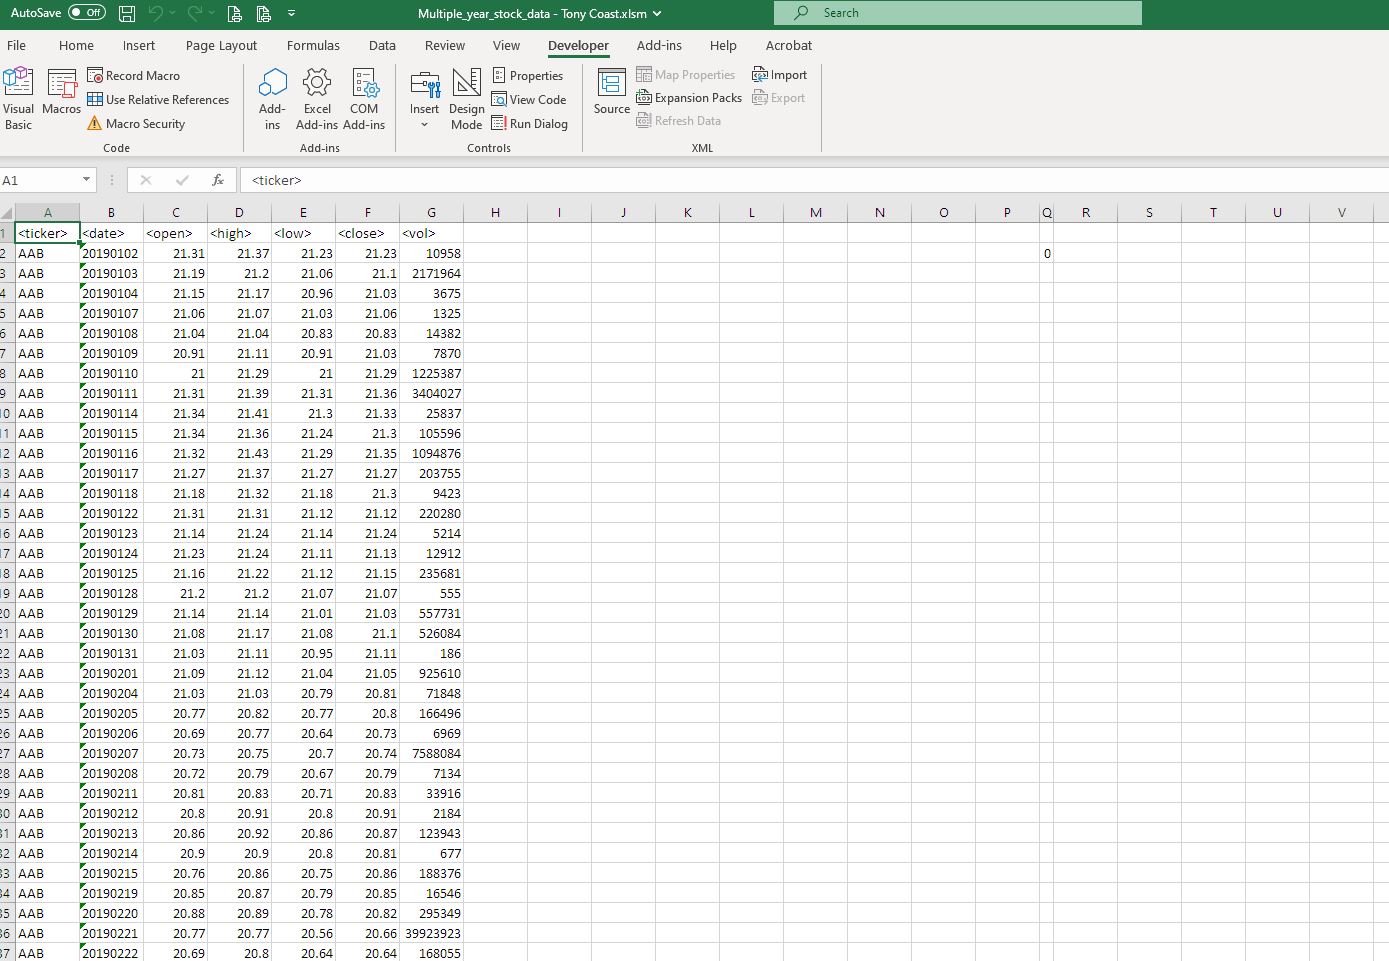 AutoSave Off Multiple_year_stock_data - Tony Coast.xlsm Search
File Home Insert Page Layout Formulas Data Review View Developer Add-ins Help Acrobat
Visual Basic
Macros
Record Macro
Use Relative References
Macro Security
Code
Add-ins
Excel Add-ins
COM Add-ins
Add-ins
Insert
Design Mode
Properties
View Code
Run Dialog
Controls
Source
Map Properties
Expansion Packs
Refresh Data
Import
Export
XML
A1 fx <ticker>
A B C D E F G H I J K L M N O P Q R S T U V
1 <ticker> <date> <open> <high> <low> <close> <vol>
2 AAB 20190102 21.31 21.37 21.23 21.23 10958 0
3 AAB 20190103 21.19 21.2 21.06 21.1 2171964
4 AAB 20190104 21.15 21.17 20.96 21.03 3675
5 AAB 20190107 21.06 21.07 21.03 21.06 1325
6 AAB 20190108 21.04 21.04 20.83 20.83 14382
7 AAB 20190109 20.91 21.11 20.91 21.03 7870
8 AAB 20190110 21 21.29 21 21.29 1225387
9 AAB 20190111 21.31 21.39 21.31 21.36 3404027
10 AAB 20190114 21.34 21.41 21.3 21.33 25837
11 AAB 20190115 21.34 21.36 21.24 21.3 105596
12 AAB 20190116 21.32 21.43 21.29 21.35 1094876
13 AAB 20190117 21.27 21.37 21.27 21.27 203755
14 AAB 20190118 21.18 21.32 21.18 21.3 9423
15 AAB 20190122 21.31 21.31 21.12 21.12 220280
16 AAB 20190123 21.14 21.24 21.14 21.24 5214
17 AAB 20190124 21.23 21.24 21.11 21.13 12912
18 AAB 20190125 21.16 21.22 21.12 21.15 235681
19 AAB 20190128 21.2 21.2 21.07 21.07 555
20 AAB 20190129 21.14 21.14 21.01 21.03 557731
21 AAB 20190130 21.08 21.17 21.08 21.1 526084
22 AAB 20190131 21.03 21.11 20.95 21.11 186
23 AAB 20190201 21.09 21.12 21.04 21.05 925610
24 AAB 20190204 21.03 21.03 20.79 20.81 71848
25 AAB 20190205 20.77 20.82 20.77 20.8 166496
26 AAB 20190206 20.69 20.77 20.64 20.73 6969
27 AAB 20190207 20.73 20.75 20.7 20.74 7588084
28 AAB 20190208 20.72 20.79 20.67 20.79 7134
29 AAB 20190211 20.81 20.83 20.71 20.83 33916
30 AAB 20190212 20.8 20.91 20.8 20.91 2184
31 AAB 20190213 20.86 20.92 20.86 20.87 123943
32 AAB 20190214 20.9 20.9 20.8 20.81 677
33 AAB 20190215 20.76 20.86 20.75 20.86 188376
34 AAB 20190219 20.85 20.87 20.79 20.85 16546
35 AAB 20190220 20.88 20.89 20.78 20.82 295349
36 AAB 20190221 20.77 20.77 20.56 20.66 39923923
37 AAB 20190222 20.69 20.8 20.64 20.64 168055